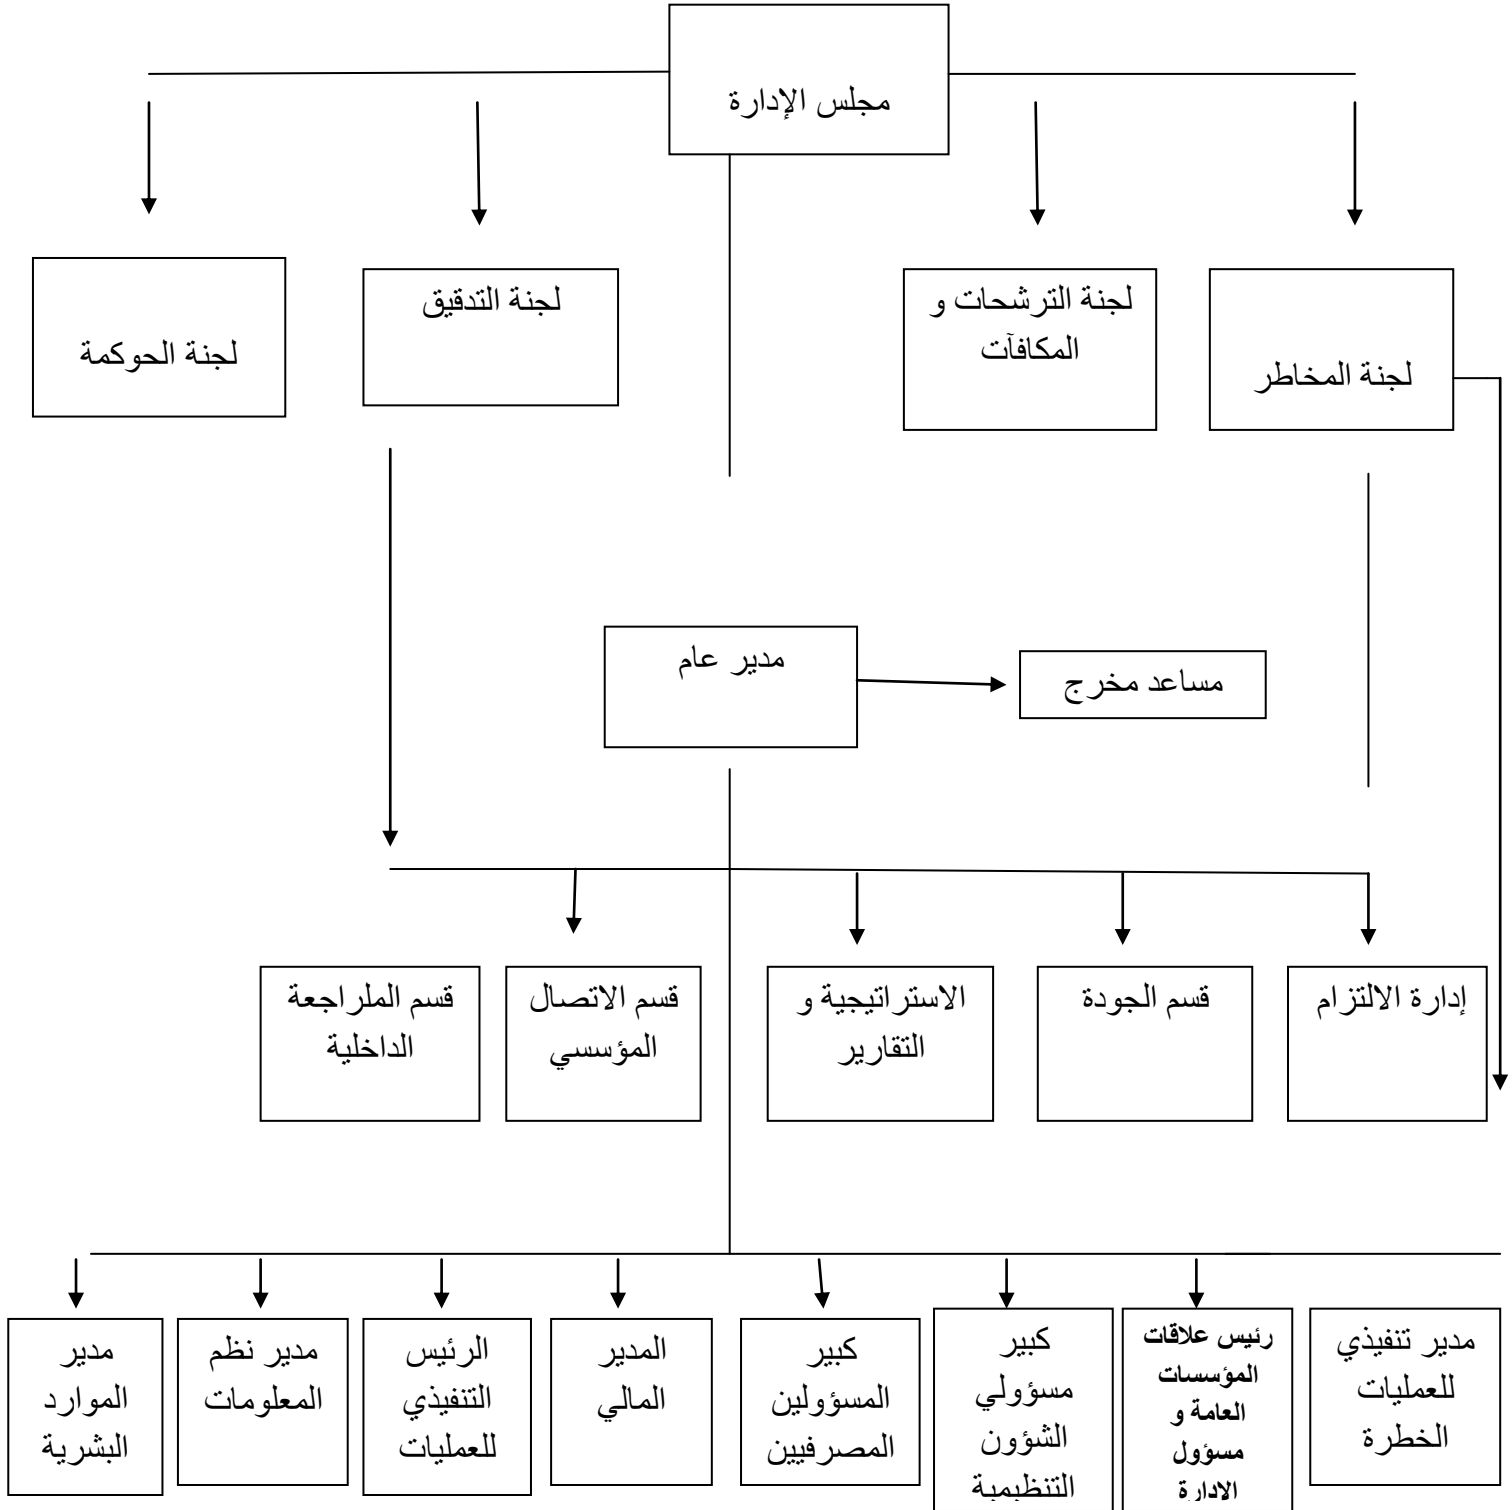 مجلس الإدارة
لجنة المخاطر
لجنة الترشحات و
المكافآت
لجنة التدقيق
لجنة الحوكمة
مدير عام
مساعد مخرج
إدارة الالتزام
قسم الجودة
الاستراتيجية و
التقارير
قسم الاتصال
المؤسسي
قسم الملراجعة
الداخلية
مدير تنفيذي
للعمليات
الخطرة
رئيس علاقات
المؤسسات
العامة و
مسؤول
الادارة
كبير
مسؤولي
الشؤون
التنظيمية
كبير
المسؤولين
المصرفيين
المدير
المالي
الرئيس
التنفيذي
للعمليات
مدير نظم
المعلومات
مدير
الموارد
البشرية